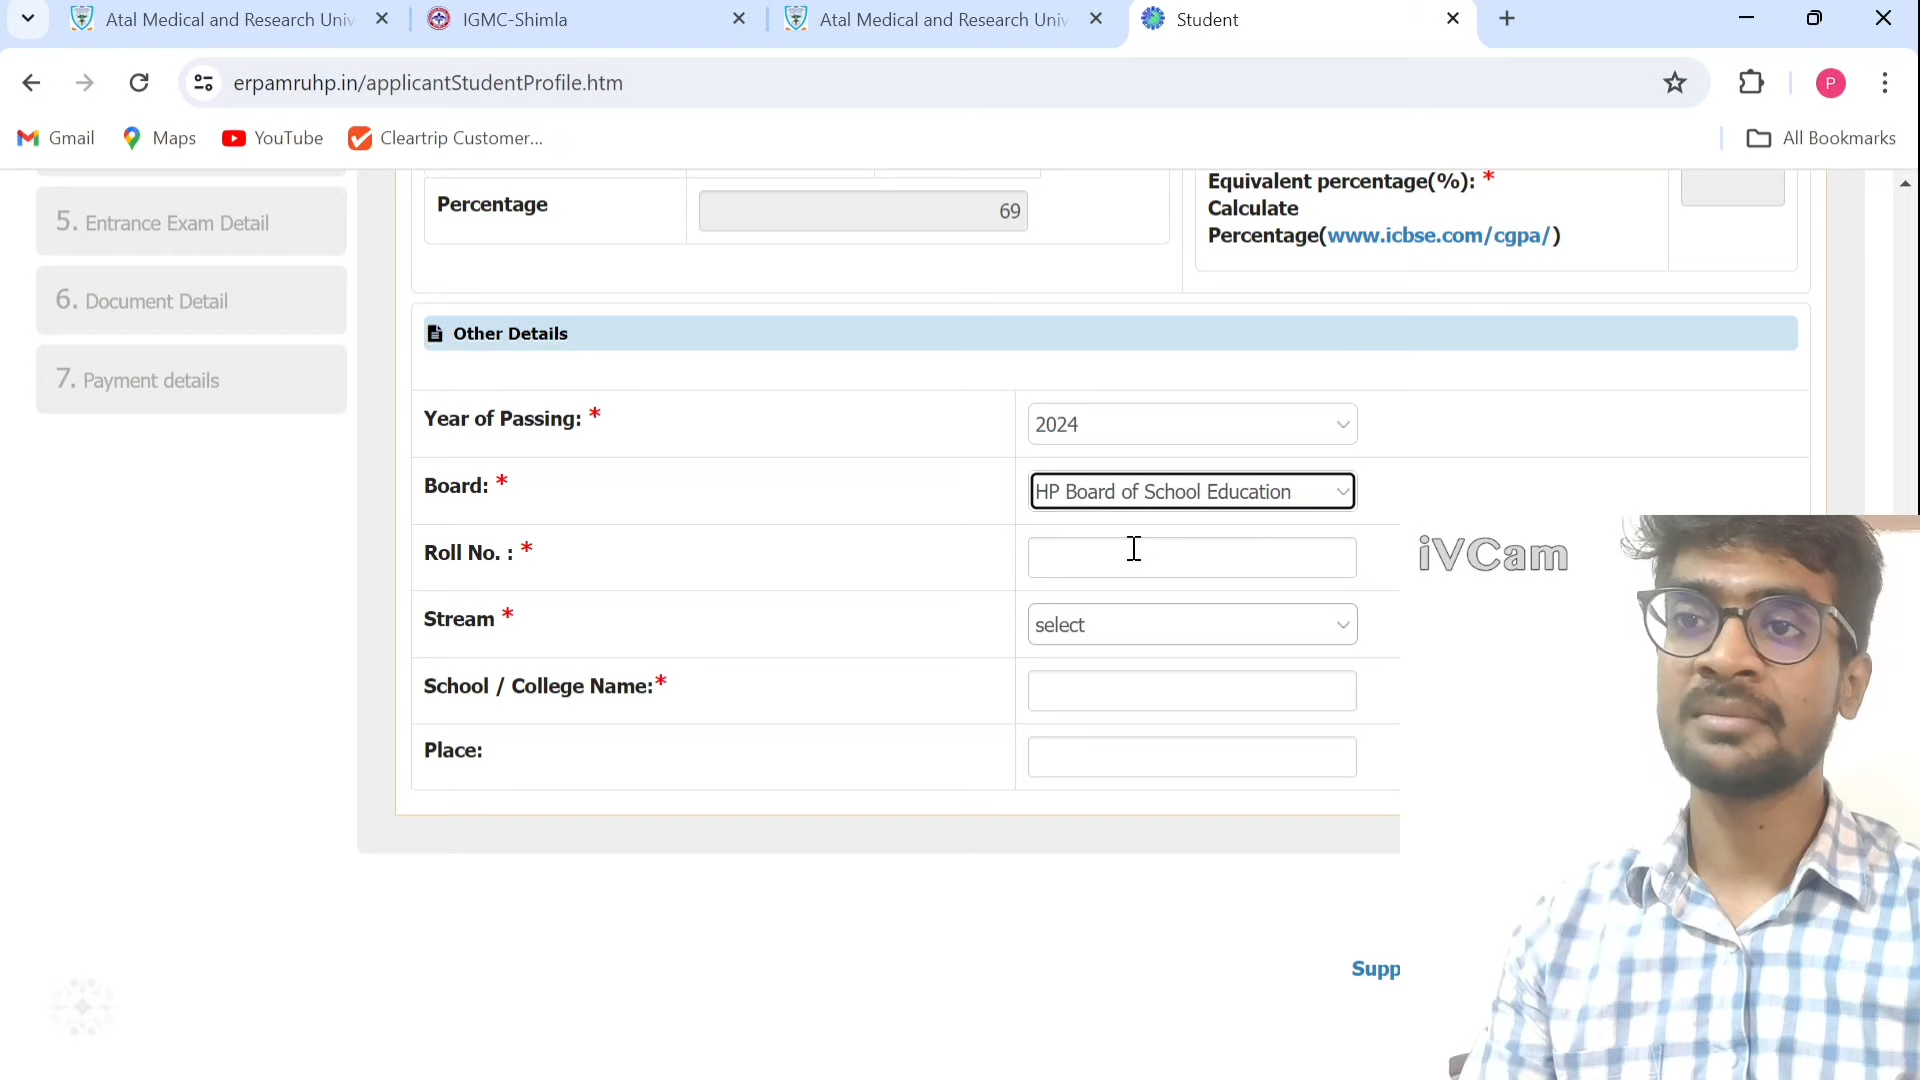 Atal Medical and Research Univ
IGMC-Shimla
Atal Medical and Research Univ
Student
erpamruhp.in/applicantStudentProfile.htm
P
Gmail
Maps
YouTube
Cleartrip Customer...
All Bookmarks
5. Entrance Exam Detail
6. Document Detail
7. Payment details
Percentage
69
Equivalent percentage(%): *
Calculate
Percentage(www.icbse.com/cgpa/)
Other Details
Year of Passing: *
2024
Board: *
HP Board of School Education
Roll No. : *
Stream *
select
School / College Name:*
Place:
iVCam
Supp